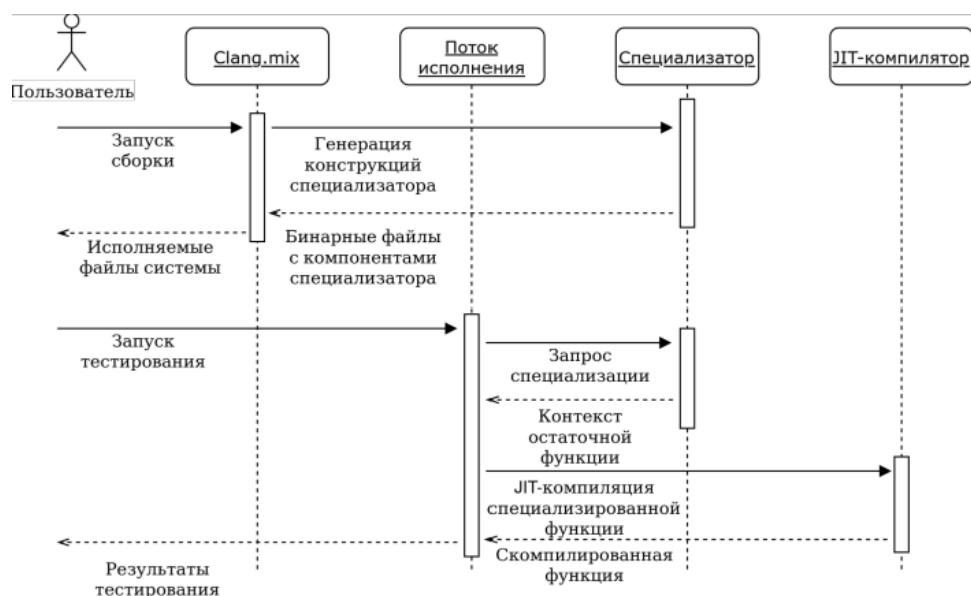 Clang.mix
Поток
исполнения
Специализатор
JIT-компилятор
Пользователь
Запуск
сборки
Генерация
конструкций
специализатора
Исполняемые
файлы системы
Бинарные файлы
с компонентами
специализатора
Запуск
тестирования
Запрос
специализации
Контекст
остаточной
функции
JIT-компиляция
специализированной
функции
Скомпилированная
функция
Результаты
тестирования